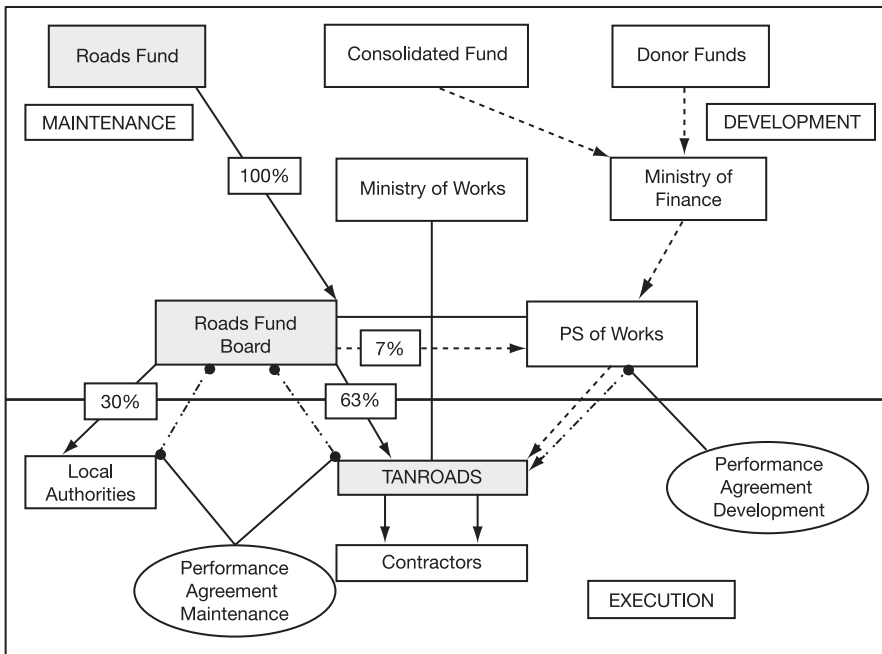 Roads Fund
Consolidated Fund
Donor Funds
MAINTENANCE
DEVELOPMENT
100%
Ministry of Works
Ministry of
Finance
Roads Fund
Board
7%
PS of Works
30%
63%
Local
Authorities
TANROADS
Performance
Agreement
Development
Contractors
Performance
Agreement
Maintenance
EXECUTION